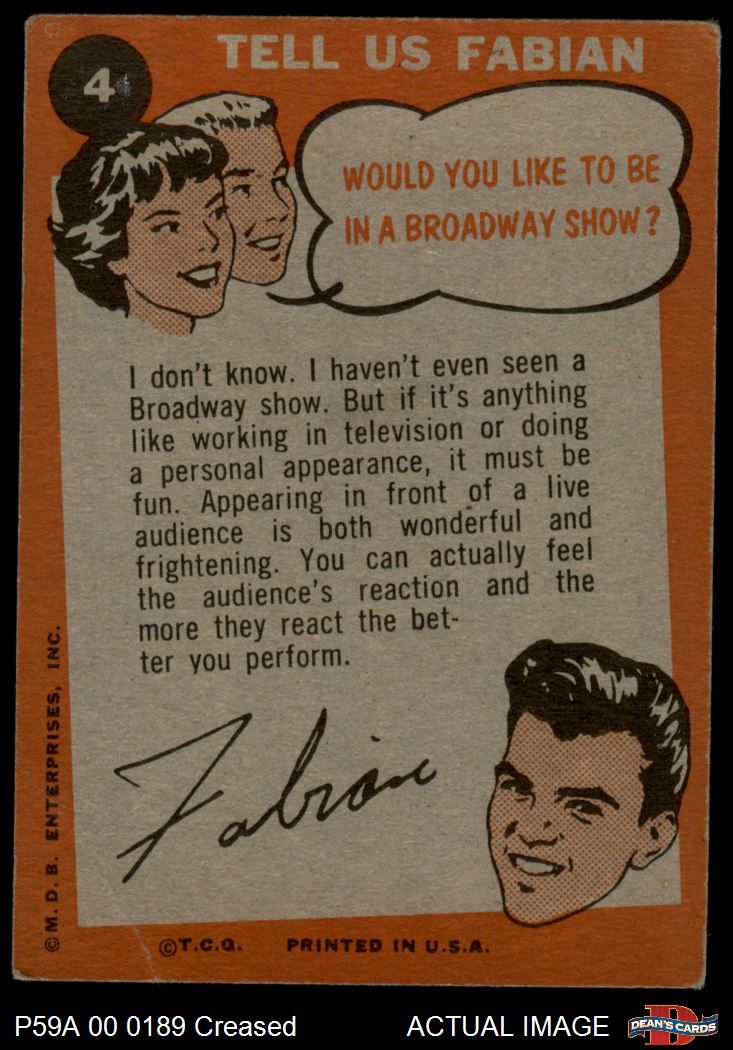 4
TELL US FABIAN
WOULD YOU LIKE TO BE
IN A BROADWAY SHOW?
I don't know. I haven't even seen a
Broadway show. But if it's anything
like working in television or doing
a personal appearance, it must be
fun. Appearing in front of a live
audience is both wonderful and
frightening. You can actually feel
the audience's reaction and the
more they react the bet-
ter you perform.
Fabian
© M. D. B. ENTERPRISES, INC.
© T.C.G. PRINTED IN U.S.A.
P59A 00 0189 Creased
ACTUAL IMAGE
D
DEAN'S CARDS